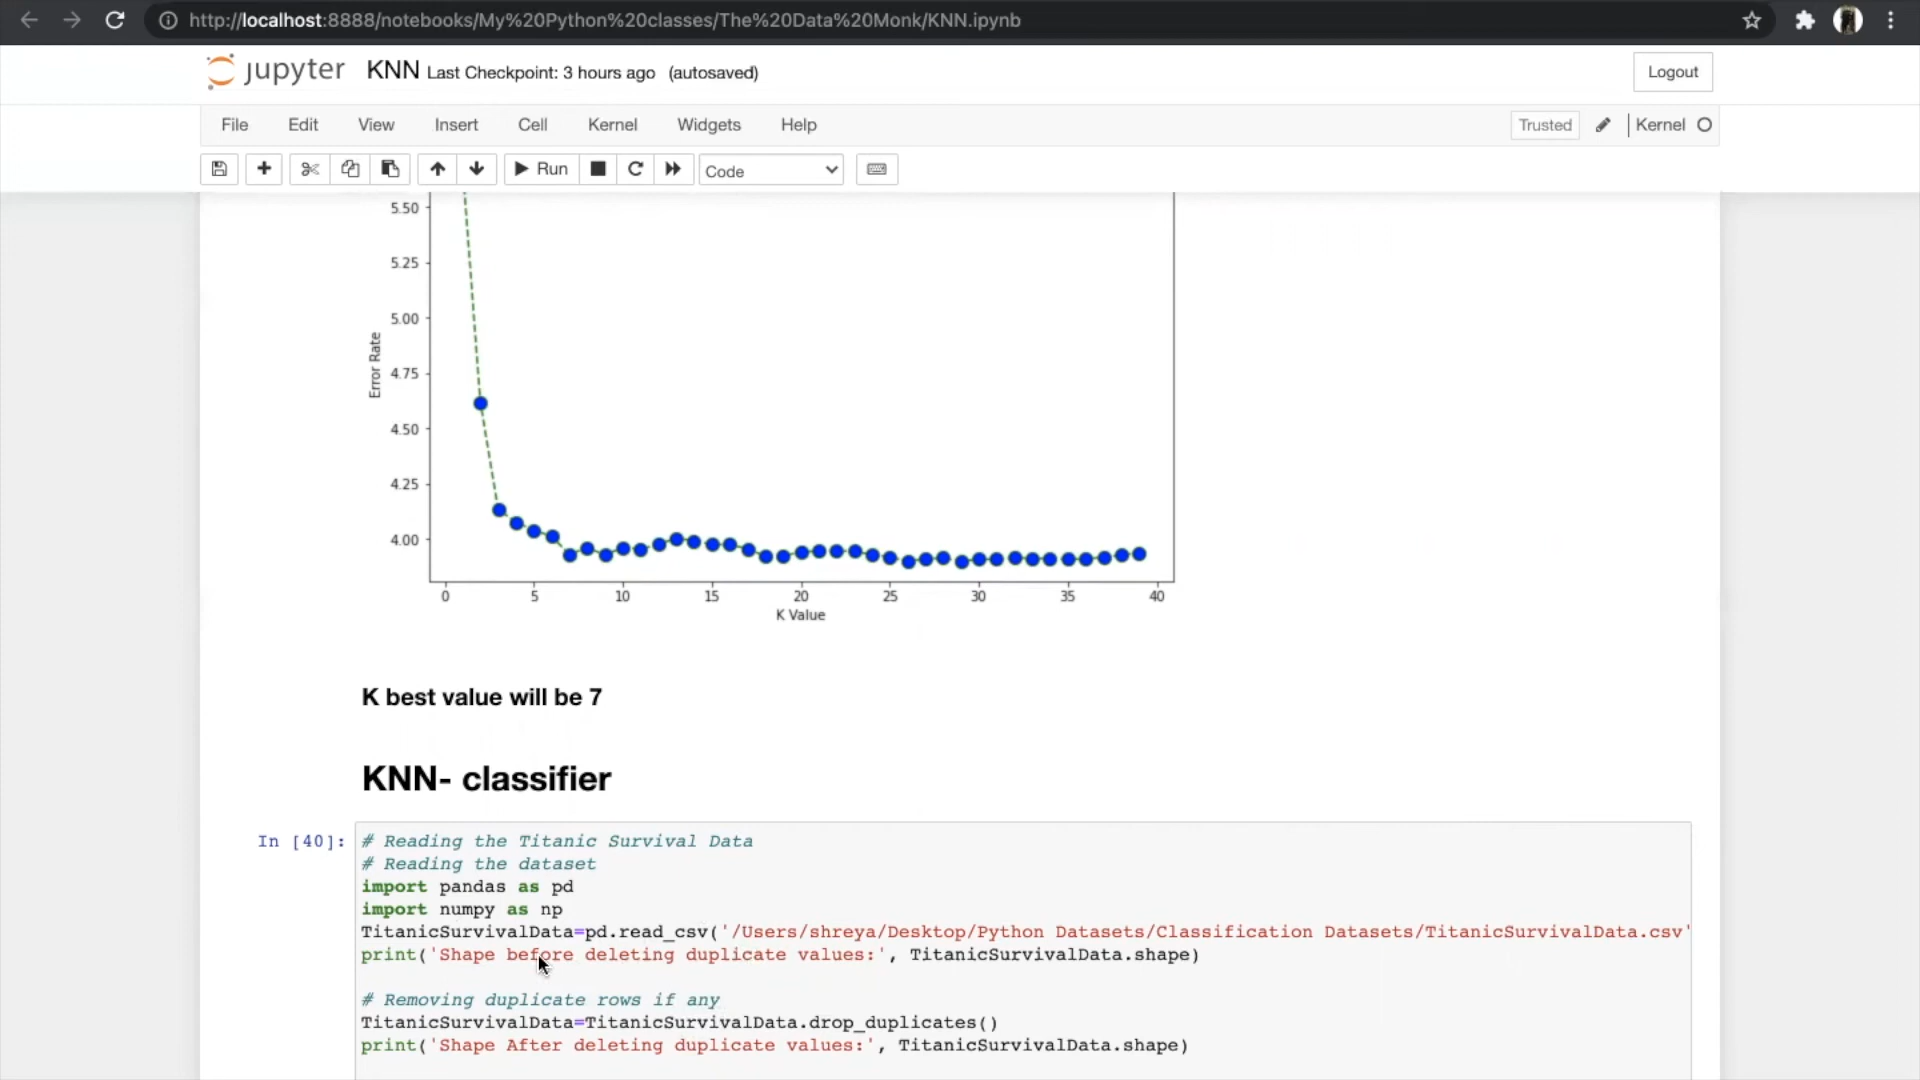 http://localhost:8888/notebooks/My%20Python%20classes/The%20Data%20Monk/KNN.ipynb
jupyter KNN Last Checkpoint: 3 hours ago (autosaved) Logout
File Edit View Insert Cell Kernel Widgets Help Trusted Kernel
Run Code
5.50
5.25
5.00
4.75
4.50
4.25
4.00
Error Rate
0 5 10 15 20 25 30 35 40
K Value
K best value will be 7
KNN- classifier
In [40]: # Reading the Titanic Survival Data
# Reading the dataset
import pandas as pd
import numpy as np
TitanicSurvivalData=pd.read_csv('/Users/shreya/Desktop/Python Datasets/Classification Datasets/TitanicSurvivalData.csv'
print('Shape before deleting duplicate values:', TitanicSurvivalData.shape)
# Removing duplicate rows if any
TitanicSurvivalData=TitanicSurvivalData.drop_duplicates()
print('Shape After deleting duplicate values:', TitanicSurvivalData.shape)